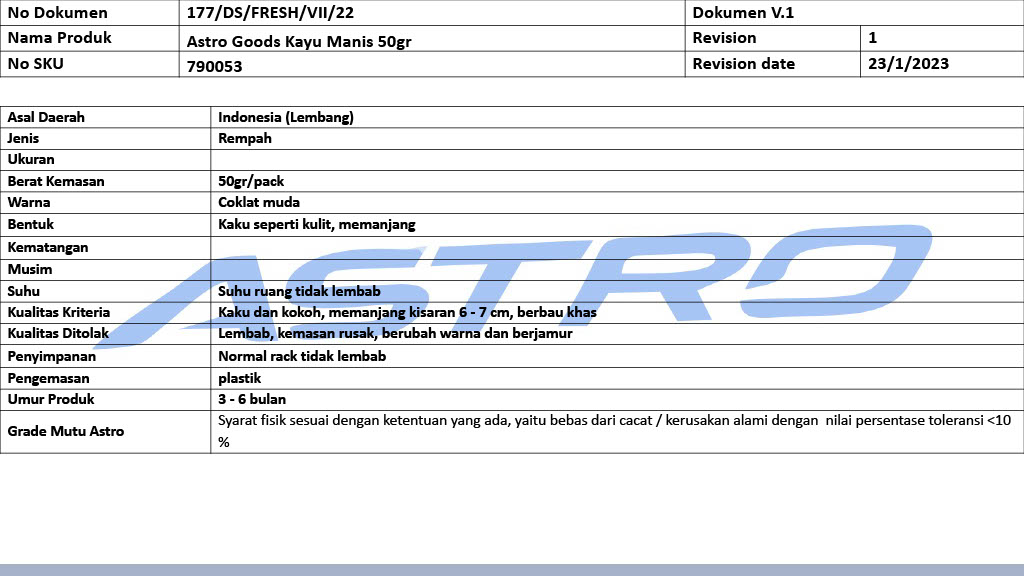 No Dokumen 177/DS/FRESH/VII/22 Dokumen V.1
Nama Produk Astro Goods Kayu Manis 50gr Revision 1
No SKU 790053 Revision date 23/1/2023
Asal Daerah Indonesia (Lembang)
Jenis Rempah
Ukuran
Berat Kemasan 50gr/pack
Warna Coklat muda
Bentuk Kaku seperti kulit, memanjang
Kematangan
Musim
Suhu Suhu ruang tidak lembab
Kualitas Kriteria Kaku dan kokoh, memanjang kisaran 6 - 7 cm, berbau khas
Kualitas Ditolak Lembab, kemasan rusak, berubah warna dan berjamur
Penyimpanan Normal rack tidak lembab
Pengemasan plastik
Umur Produk 3 - 6 bulan
Grade Mutu Astro Syarat fisik sesuai dengan ketentuan yang ada, yaitu bebas dari cacat / kerusakan alami dengan  nilai persentase toleransi <10
%
ASTRO